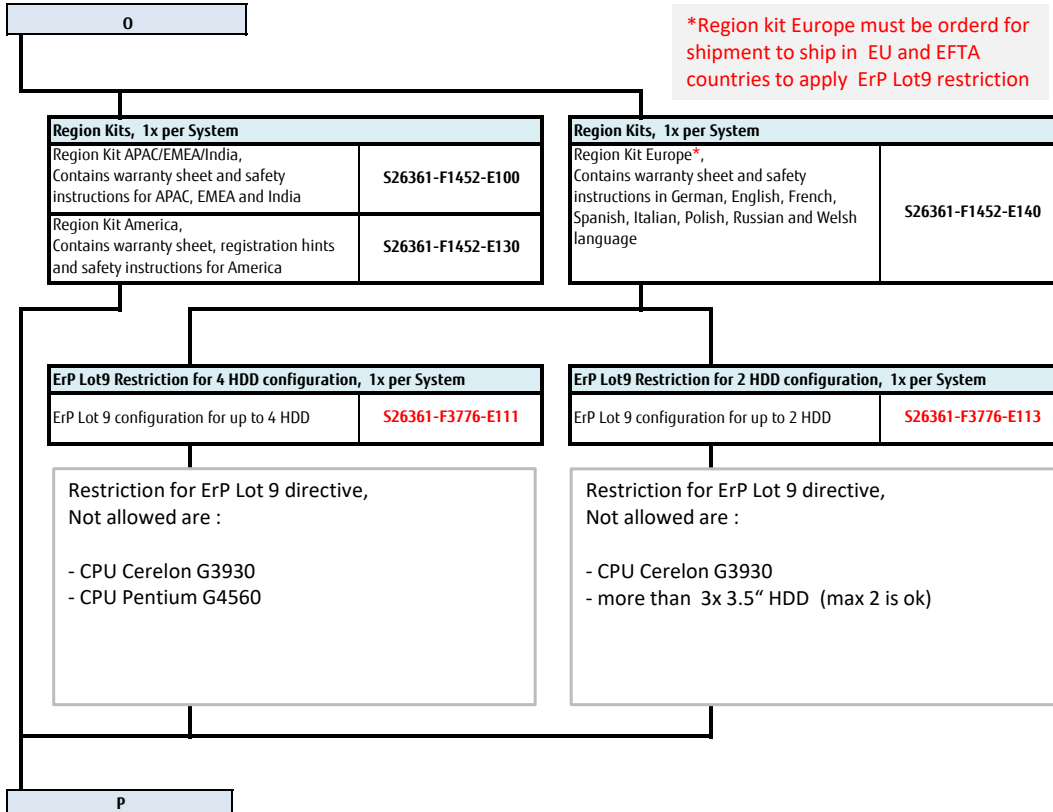 O
*Region kit Europe must be orderd for
shipment to ship in EU and EFTA
countries to apply ErP Lot9 restriction
Region Kits, 1x per System
Region Kit APAC/EMEA/India,
Contains warranty sheet and safety
instructions for APAC, EMEA and India
S26361-F1452-E100
Region Kit America,
Contains warranty sheet, registration hints
and safety instructions for America
S26361-F1452-E130
Region Kits, 1x per System
Region Kit Europe*,
Contains warranty sheet and safety
instructions in German, English, French,
Spanish, Italian, Polish, Russian and Welsh
language
S26361-F1452-E140
ErP Lot9 Restriction for 4 HDD configuration, 1x per System
ErP Lot 9 configuration for up to 4 HDD
S26361-F3776-E111
Restriction for ErP Lot 9 directive,
Not allowed are :
- CPU Cerelon G3930
- CPU Pentium G4560
ErP Lot9 Restriction for 2 HDD configuration, 1x per System
ErP Lot 9 configuration for up to 2 HDD
S26361-F3776-E113
Restriction for ErP Lot 9 directive,
Not allowed are :
- CPU Cerelon G3930
- more than 3x 3.5“ HDD (max 2 is ok)
P